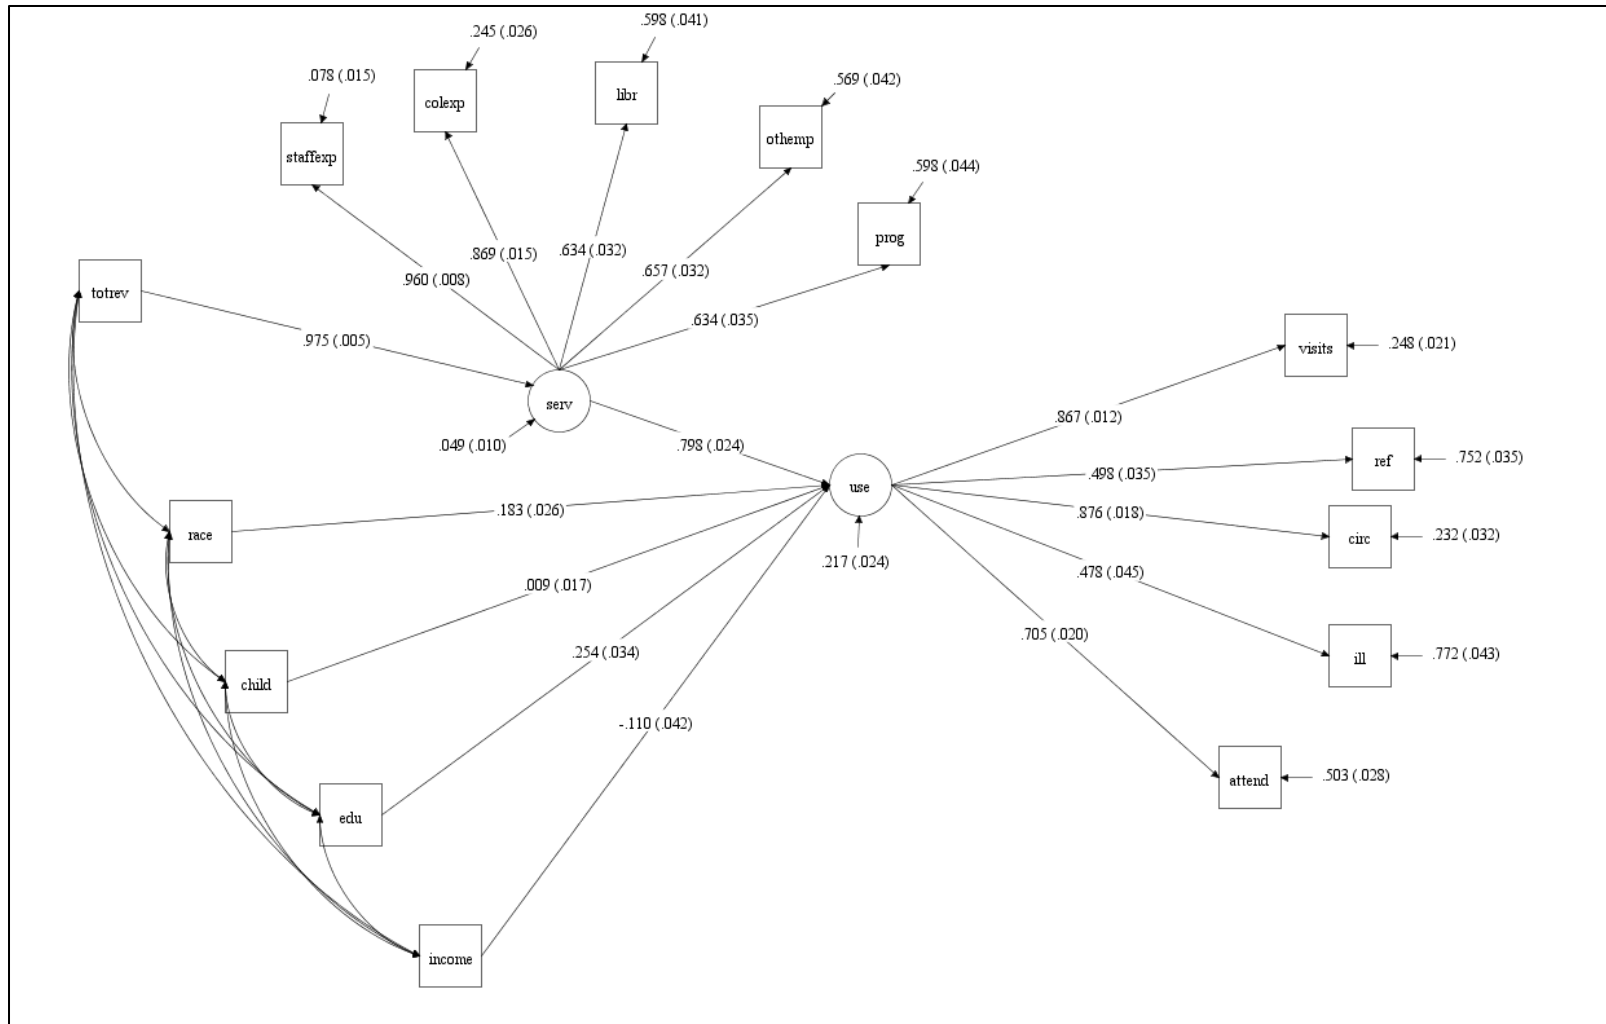 .598 (.041)
.245 (.026)
.078 (.015)
libr
.569 (.042)
colexp
othemp
staffexp
.598 (.044)
prog
.869 (.015)
.634 (.032)
.657 (.032)
.960 (.008)
totrev
.634 (.035)
.975 (.005)
visits
.248 (.021)
serv
.867 (.012)
.049 (.010)
.798 (.024)
ref
.752 (.035)
.498 (.035)
use
.183 (.026)
.876 (.018)
race
circ
.232 (.032)
.217 (.024)
.478 (.045)
.009 (.017)
.705 (.020)
.254 (.034)
ill
.772 (.043)
child
-.110 (.042)
attend
.503 (.028)
edu
income